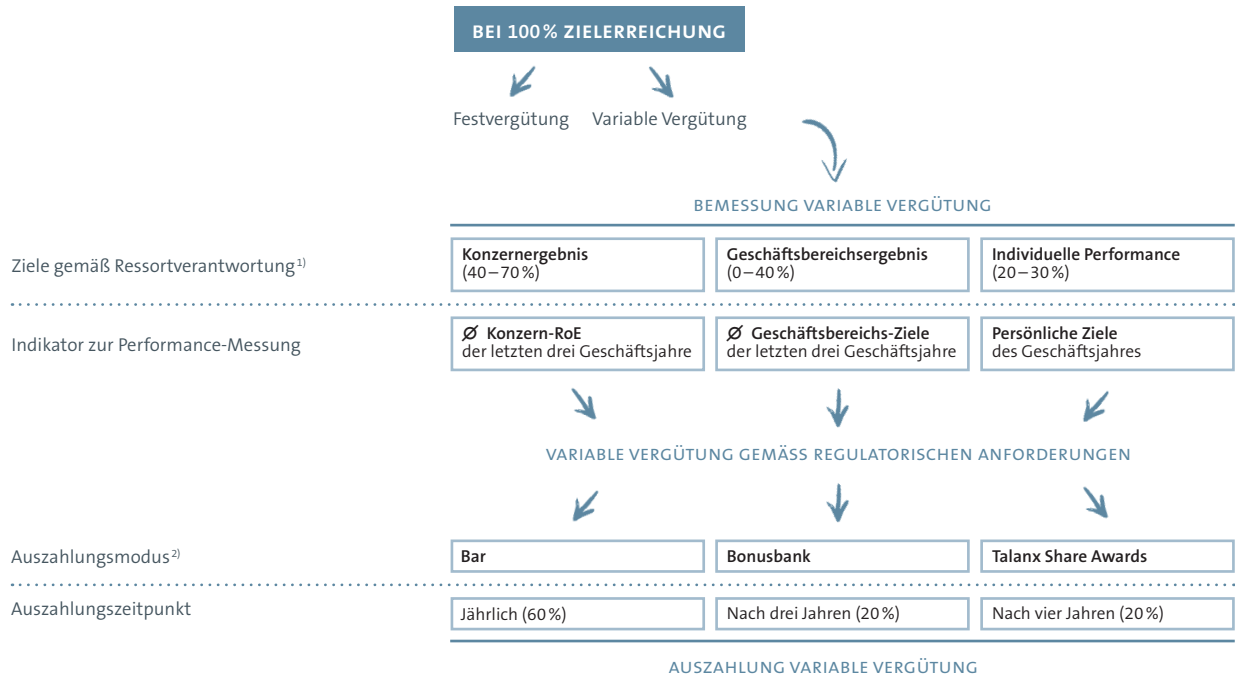 BEI 100 % ZIELERREICHUNG
Festvergütung
Variable Vergütung
BEMESSUNG VARIABLE VERGÜTUNG
Ziele gemäß Ressortverantwortung 1)
Konzernergebnis
(40–70 %)
Geschäftsbereichsergebnis
(0–40 %)
Individuelle Performance
(20–30 %)
Indikator zur Performance-Messung
Ø Konzern-RoE
der letzten drei Geschäftsjahre
Ø Geschäftsbereichs-Ziele
der letzten drei Geschäftsjahre
Persönliche Ziele
des Geschäftsjahres
VARIABLE VERGÜTUNG GEMÄSS REGULATORISCHEN ANFORDERUNGEN
Auszahlungsmodus 2)
Bar
Bonusbank
Talanx Share Awards
Auszahlungszeitpunkt
Jährlich (60 %)
Nach drei Jahren (20 %)
Nach vier Jahren (20 %)
AUSZAHLUNG VARIABLE VERGÜTUNG